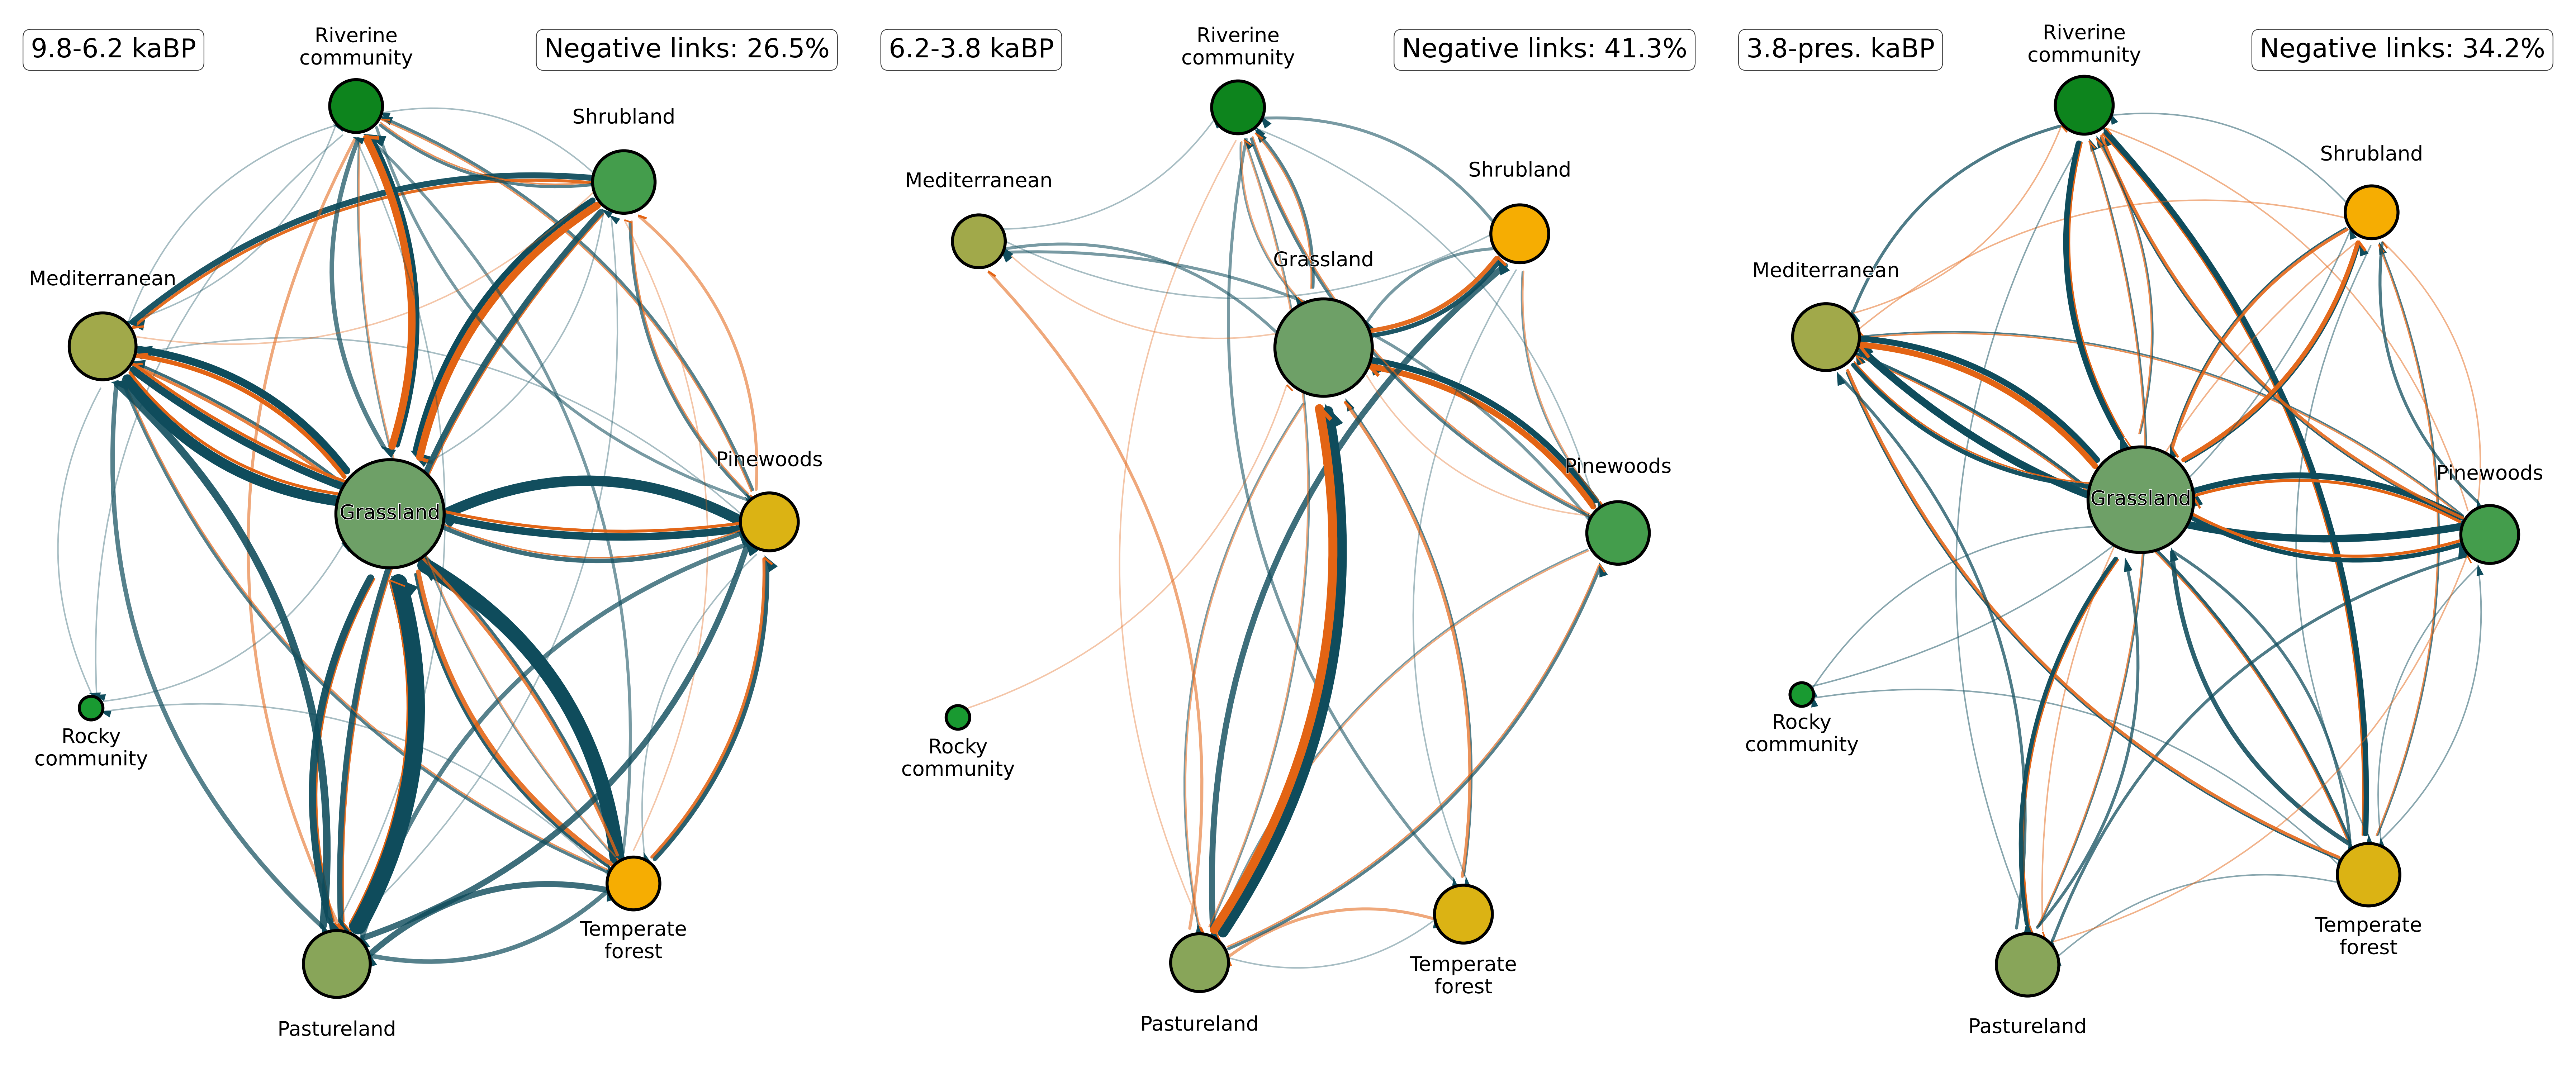 9.8-6.2 kaBP
Negative links: 26.5%
Riverine
community
Shrubland
Mediterranean
Pinewoods
Grassland
Rocky
community
Temperate
forest
Pastureland
6.2-3.8 kaBP
Negative links: 41.3%
Riverine
community
Shrubland
Mediterranean
Grassland
Pinewoods
Rocky
community
Temperate
forest
Pastureland
3.8-pres. kaBP
Negative links: 34.2%
Riverine
community
Shrubland
Mediterranean
Pinewoods
Grassland
Rocky
community
Temperate
forest
Pastureland